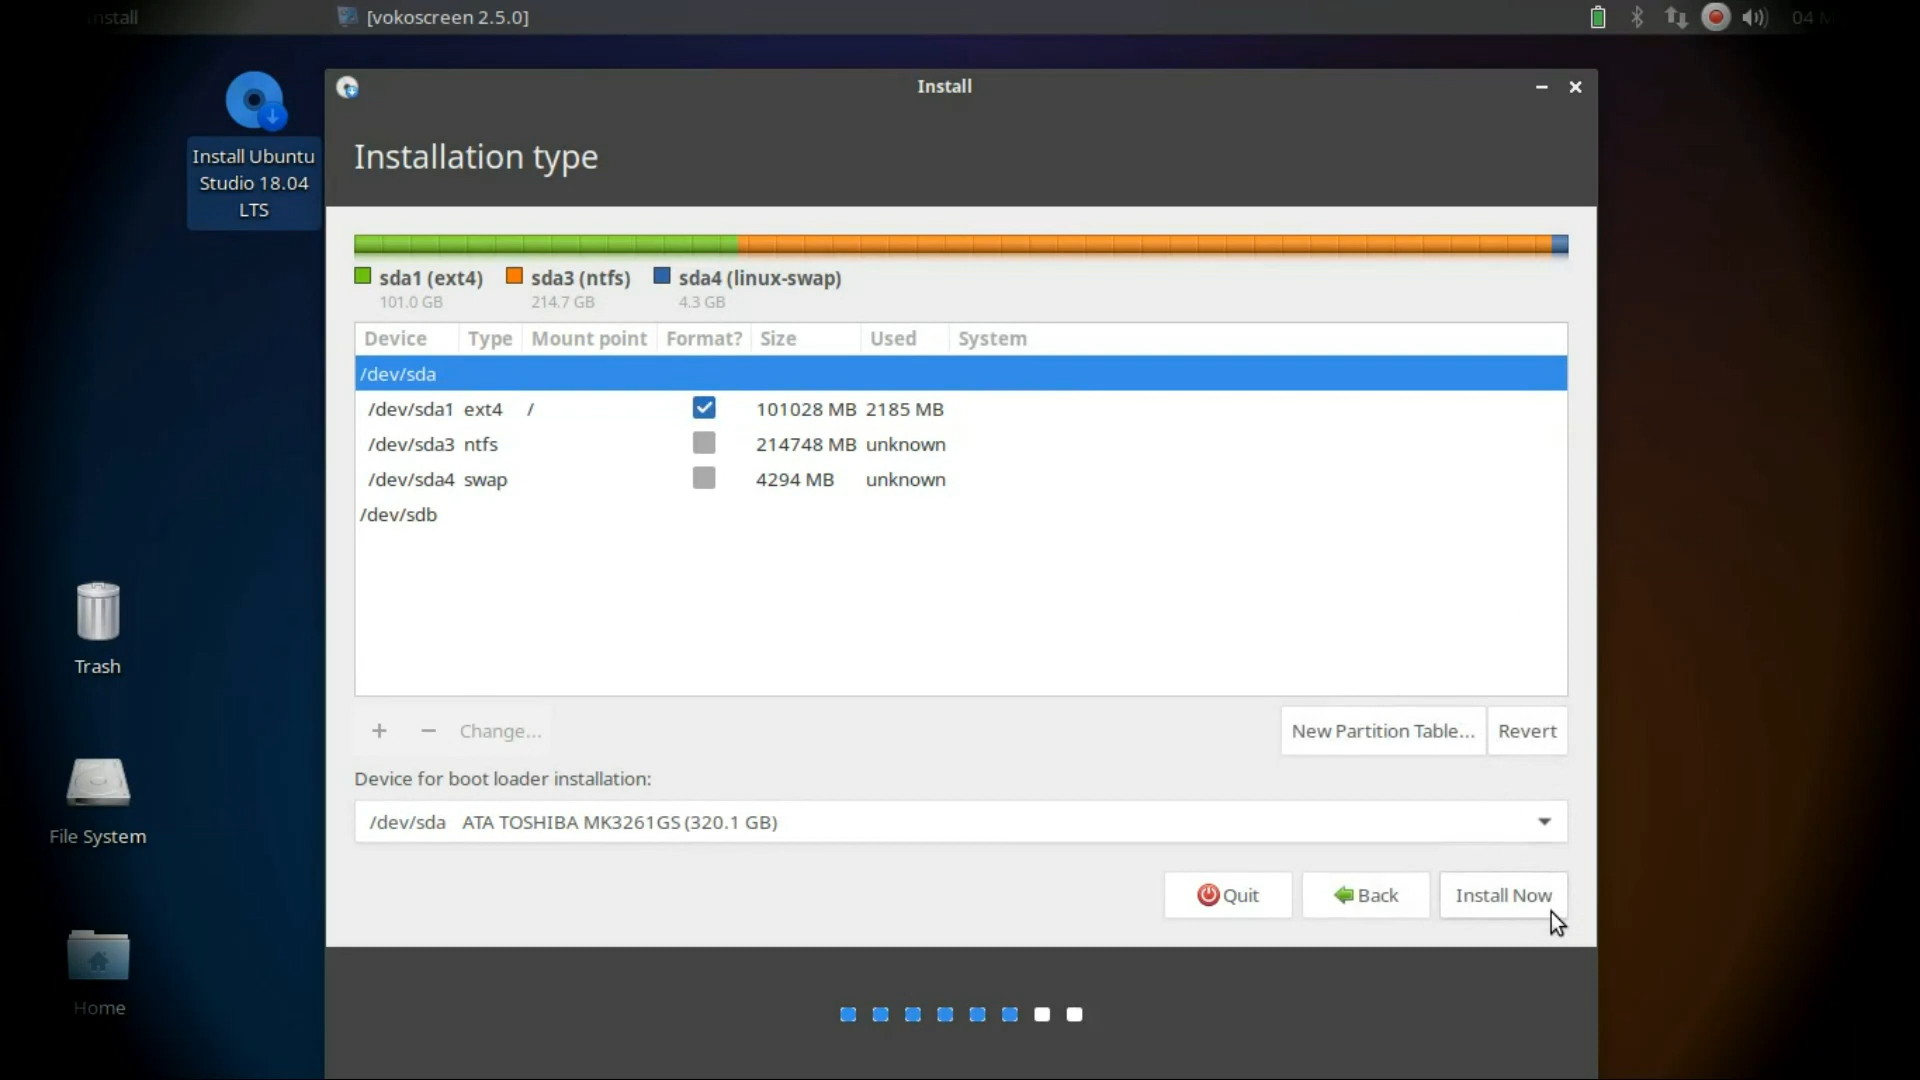 Install
[vokoscreen 2.5.0]
04 M
Install Ubuntu
Studio 18.04
LTS
Trash
File System
Home
Install
Installation type
sda1 (ext4) sda3 (ntfs) sda4 (linux-swap)
101.0 GB 214.7 GB 4.3 GB
Device Type Mount point Format? Size Used System
/dev/sda
/dev/sda1 ext4 / 101028 MB 2185 MB
/dev/sda3 ntfs 214748 MB unknown
/dev/sda4 swap 4294 MB unknown
/dev/sdb
+ − Change... New Partition Table... Revert
Device for boot loader installation:
/dev/sda ATA TOSHIBA MK3261GS (320.1 GB)
Quit Back Install Now